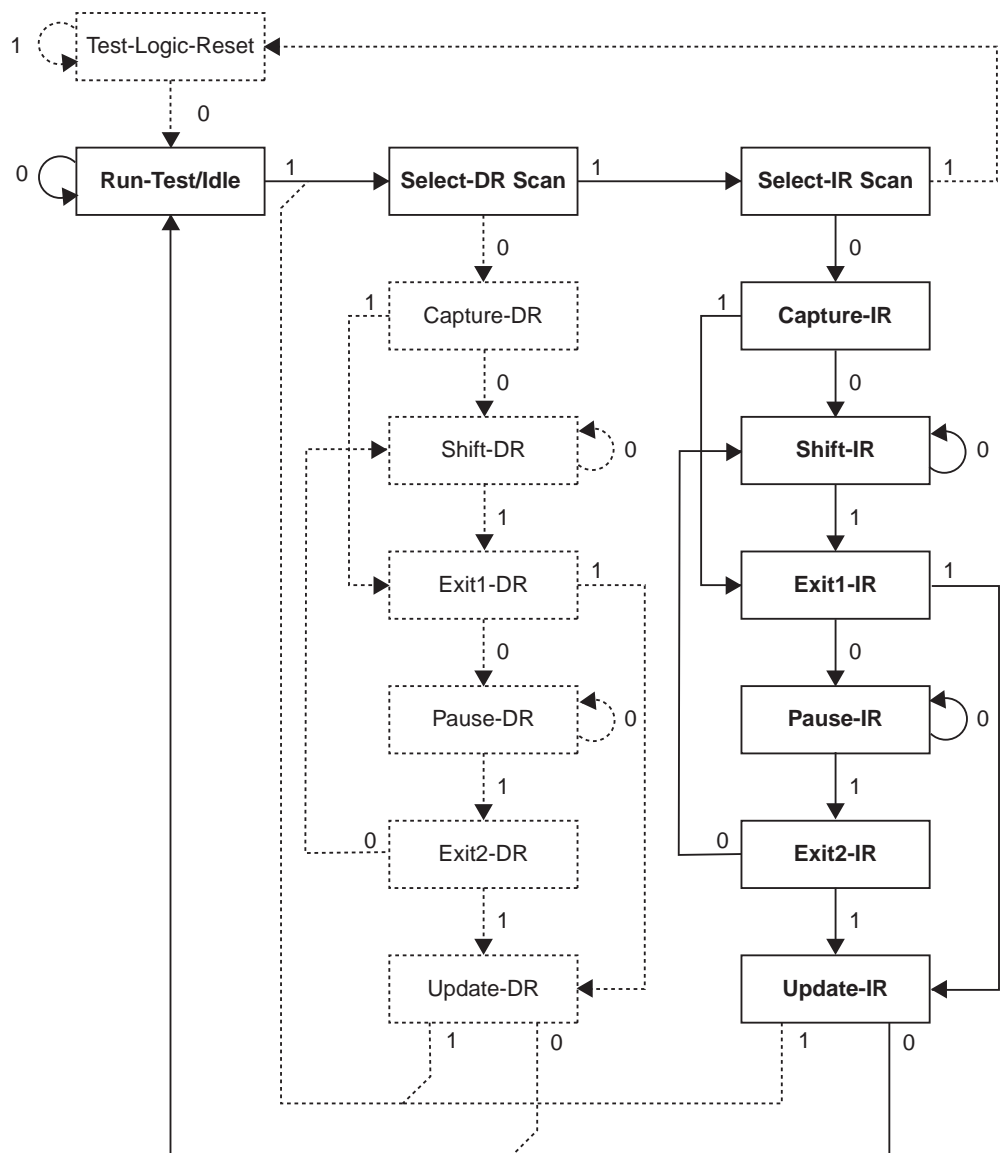 1
Test-Logic-Reset
0
0
Run-Test/Idle
1
Select-DR Scan
1
Select-IR Scan
1
0
0
1
Capture-DR
1
Capture-IR
0
0
Shift-DR
0
Shift-IR
0
1
1
Exit1-DR
1
Exit1-IR
1
0
0
Pause-DR
0
Pause-IR
0
1
1
0
Exit2-DR
0
Exit2-IR
1
1
Update-DR
Update-IR
1
0
1
0